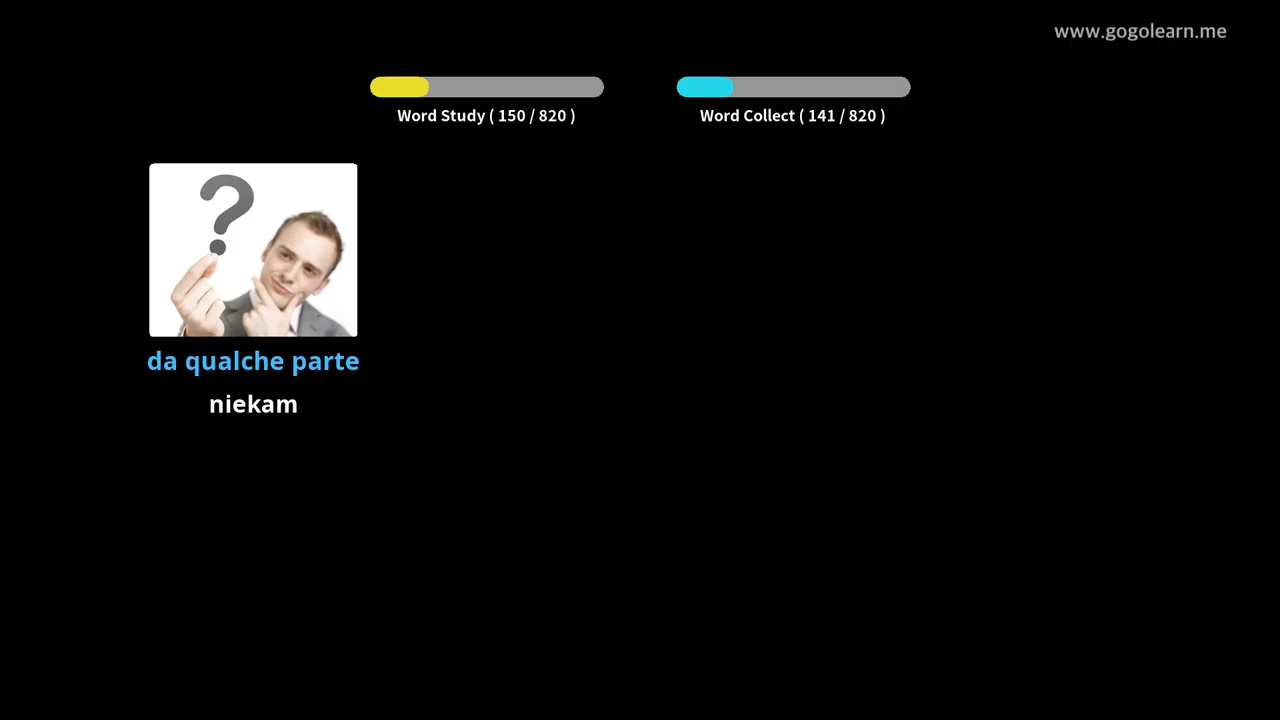 www.gogolearn.me
Word Study ( 150 / 820 )
Word Collect ( 141 / 820 )
?
da qualche parte
niekam